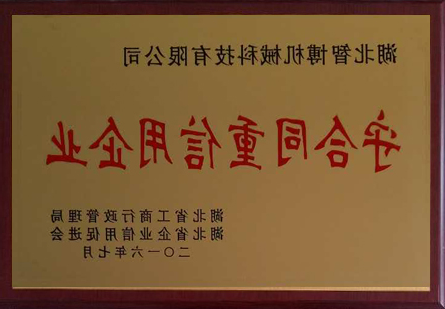 湖北智博机械科技有限公司
守合同重信用企业
湖北省工商行政管理局
湖北省企业信用促进会
二〇一六年七月